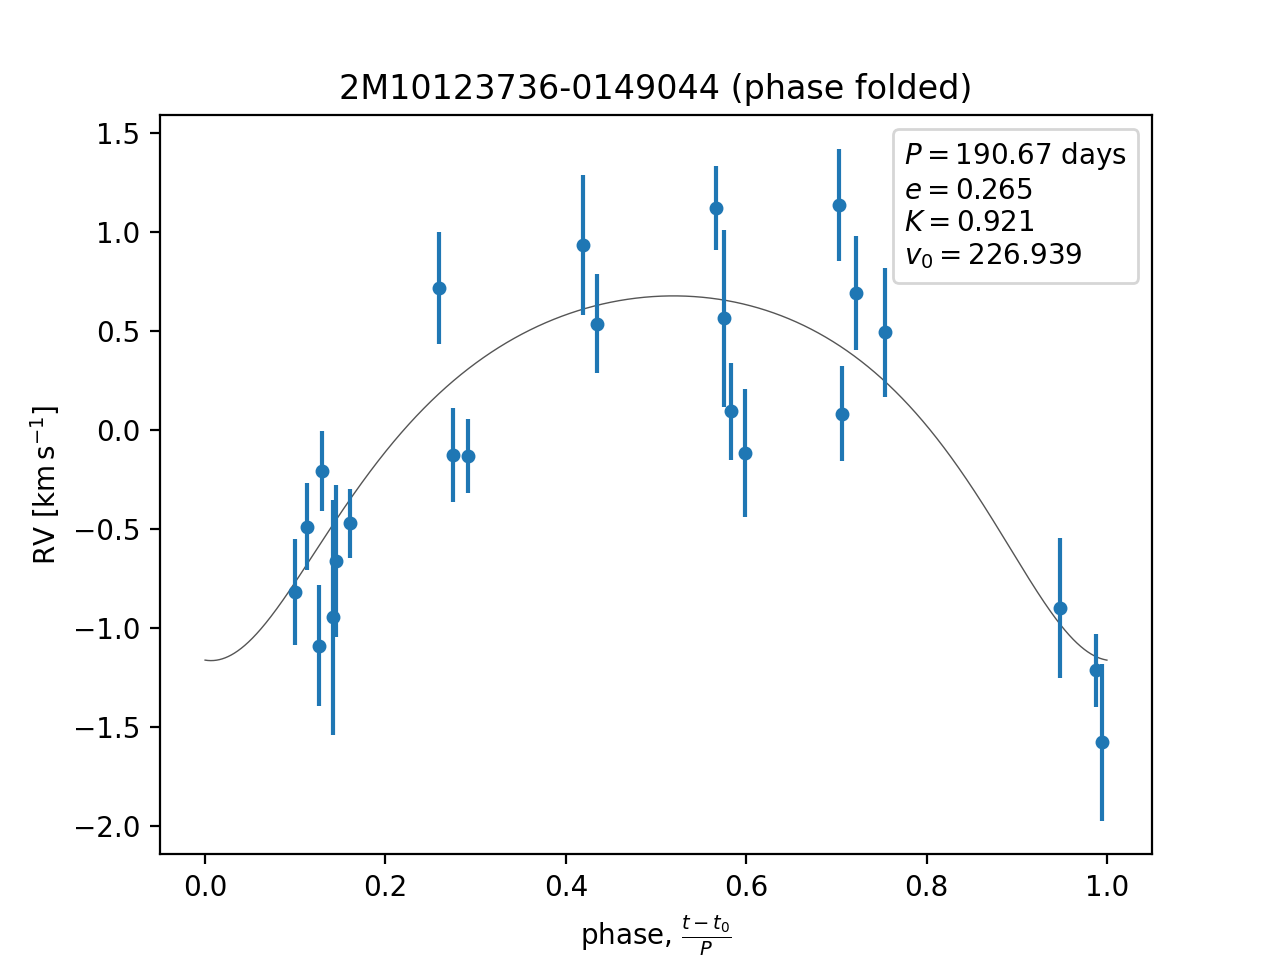 2M10123736-0149044 (phase folded)
P = 190.67 days
e = 0.265
K = 0.921
v₀ = 226.939
1.5
1.0
0.5
0.0
−0.5
−1.0
−1.5
−2.0
RV [km s⁻¹]
0.0 0.2 0.4 0.6 0.8 1.0
phase, (t − t₀)/P